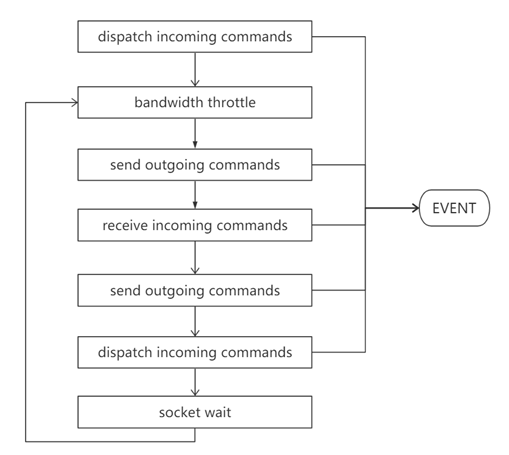 dispatch incoming commands
bandwidth throttle
send outgoing commands
EVENT
receive incoming commands
send outgoing commands
dispatch incoming commands
socket wait